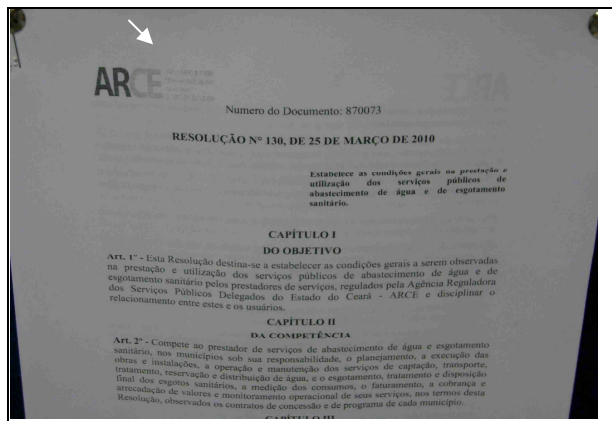 ARCE
Numero do Documento: 870073
RESOLUÇÃO Nº 130, DE 25 DE MARÇO DE 2010
Estabelece as condições gerais na prestação e
utilização dos serviços públicos de
abastecimento de água e de esgotamento
sanitário.
CAPÍTULO I
DO OBJETIVO
Art. 1º - Esta Resolução destina-se a estabelecer as condições gerais a serem observadas
na prestação e utilização dos serviços públicos de abastecimento de água e de
esgotamento sanitário pelos prestadores de serviços, regulados pela Agência Reguladora
dos Serviços Públicos Delegados do Estado do Ceará - ARCE e disciplinar o
relacionamento entre estes e os usuários.
CAPÍTULO II
DA COMPETÊNCIA
Art. 2º - Compete ao prestador de serviços de abastecimento de água e esgotamento
sanitário, nos municípios sob sua responsabilidade, o planejamento, a execução das
obras e instalações, a operação e manutenção dos serviços de captação, transporte,
tratamento, reservação e distribuição de água, e o esgotamento, tratamento e disposição
final dos esgotos sanitários, a medição dos consumos, o faturamento, a cobrança e
arrecadação de valores e monitoramento operacional de seus serviços, nos termos desta
Resolução, observados os contratos de concessão e de programa de cada município.
CAPÍTULO III